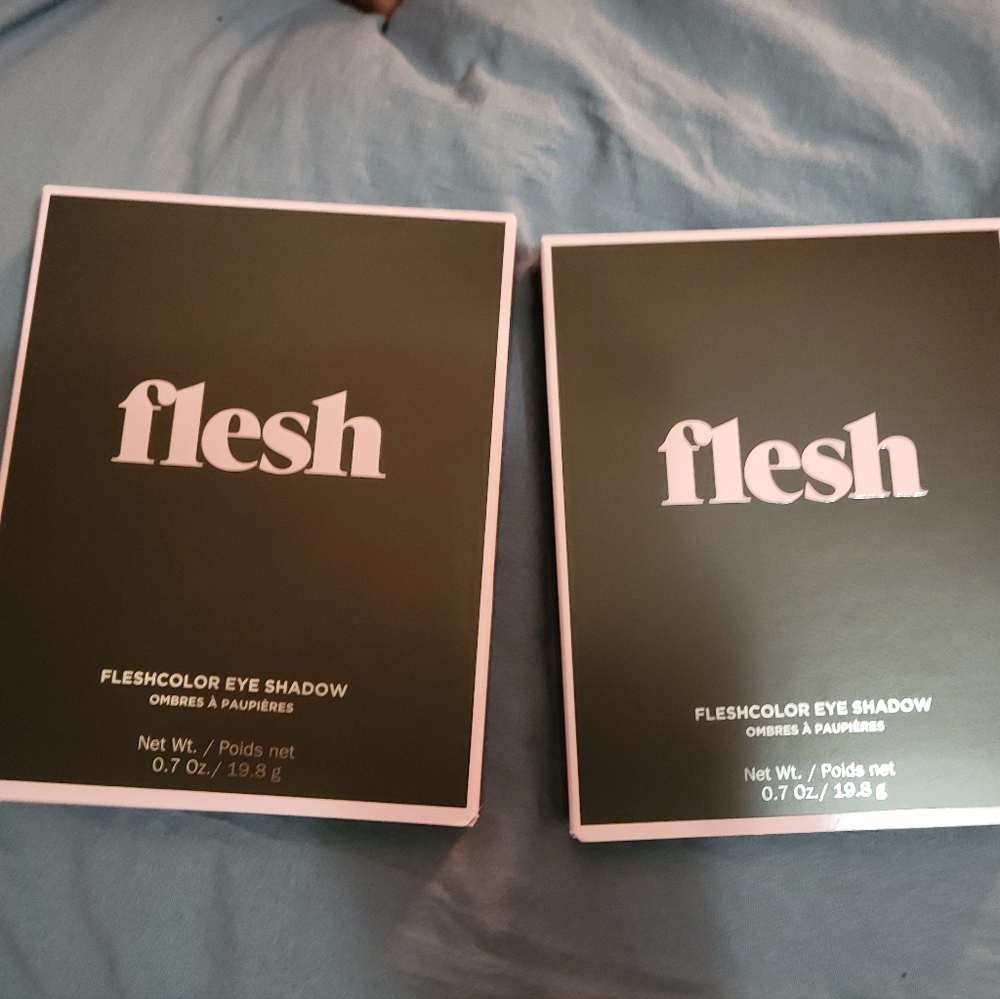 flesh
FLESHCOLOR EYE SHADOW
OMBRES À PAUPIÈRES
Net Wt. / Poids net
0.7 Oz./ 19.8 g
flesh
FLESHCOLOR EYE SHADOW
OMBRES À PAUPIÈRES
Net Wt. / Poids net
0.7 Oz./ 19.8 g